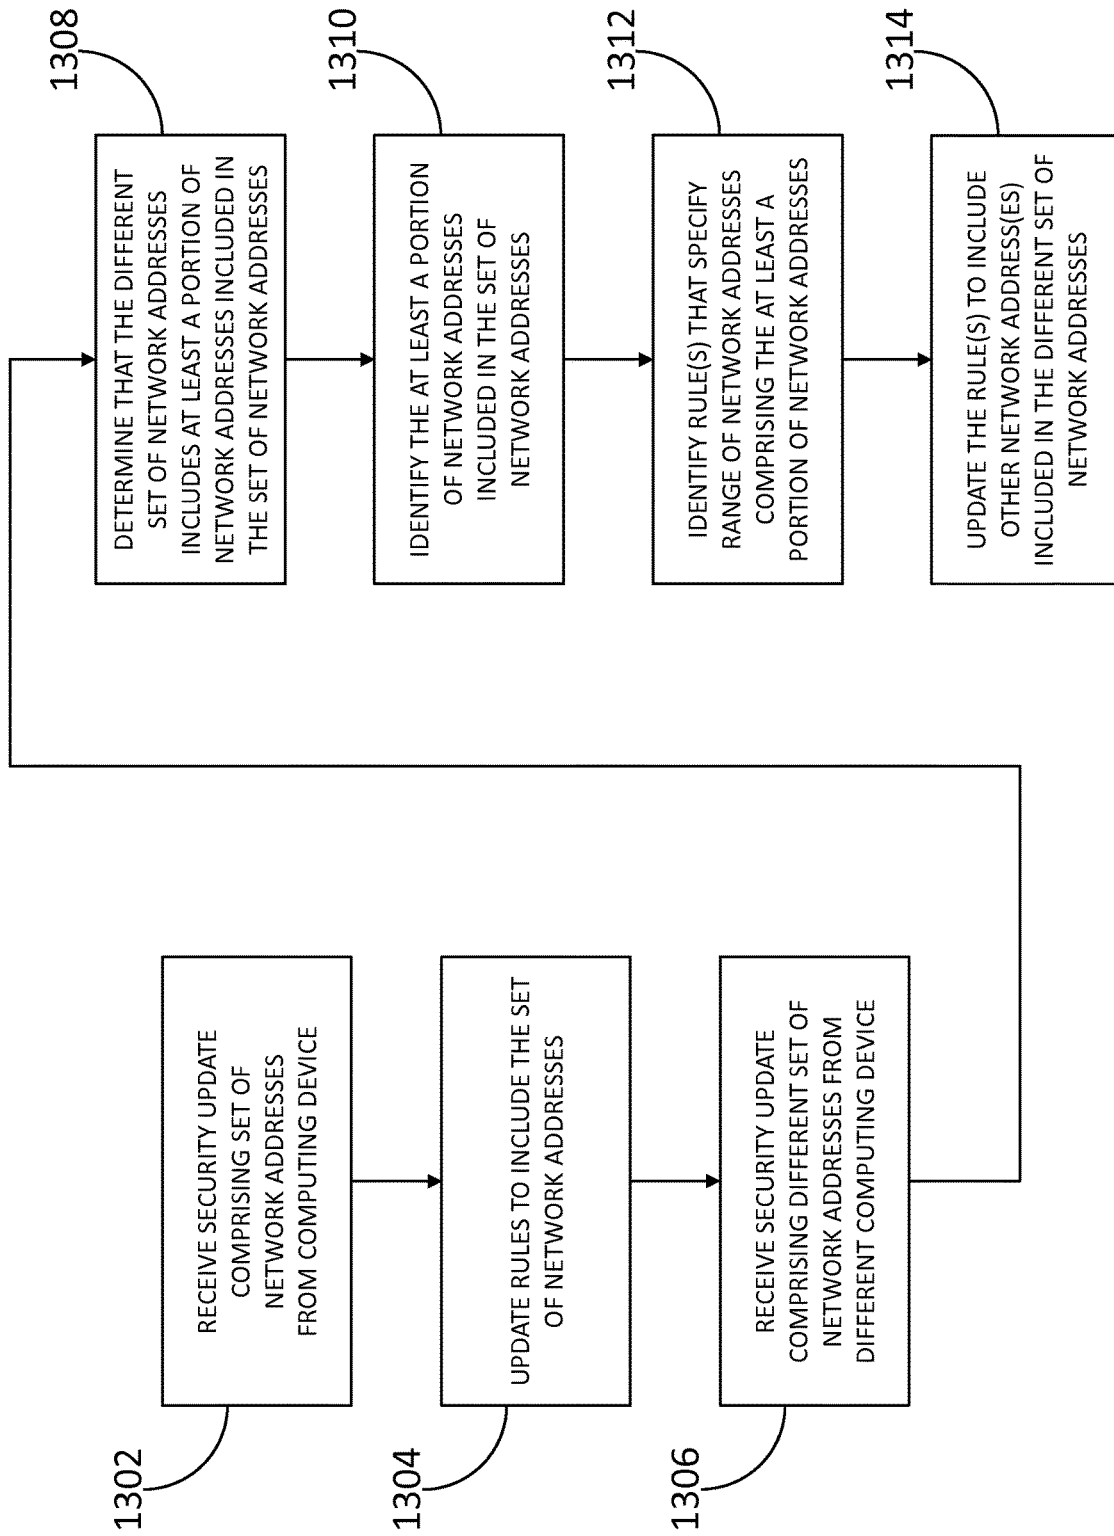 1302
RECEIVE SECURITY UPDATE
COMPRISING SET OF
NETWORK ADDRESSES
FROM COMPUTING DEVICE
1304
UPDATE RULES TO INCLUDE THE SET
OF NETWORK ADDRESSES
1306
RECEIVE SECURITY UPDATE
COMPRISING DIFFERENT SET OF
NETWORK ADDRESSES FROM
DIFFERENT COMPUTING DEVICE
1308
DETERMINE THAT THE DIFFERENT
SET OF NETWORK ADDRESSES
INCLUDES AT LEAST A PORTION OF
NETWORK ADDRESSES INCLUDED IN
THE SET OF NETWORK ADDRESSES
1310
IDENTIFY THE AT LEAST A PORTION
OF NETWORK ADDRESSES
INCLUDED IN THE SET OF
NETWORK ADDRESSES
1312
IDENTIFY RULE(S) THAT SPECIFY
RANGE OF NETWORK ADDRESSES
COMPRISING THE AT LEAST A
PORTION OF NETWORK ADDRESSES
1314
UPDATE THE RULE(S) TO INCLUDE
OTHER NETWORK ADDRESS(ES)
INCLUDED IN THE DIFFERENT SET OF
NETWORK ADDRESSES